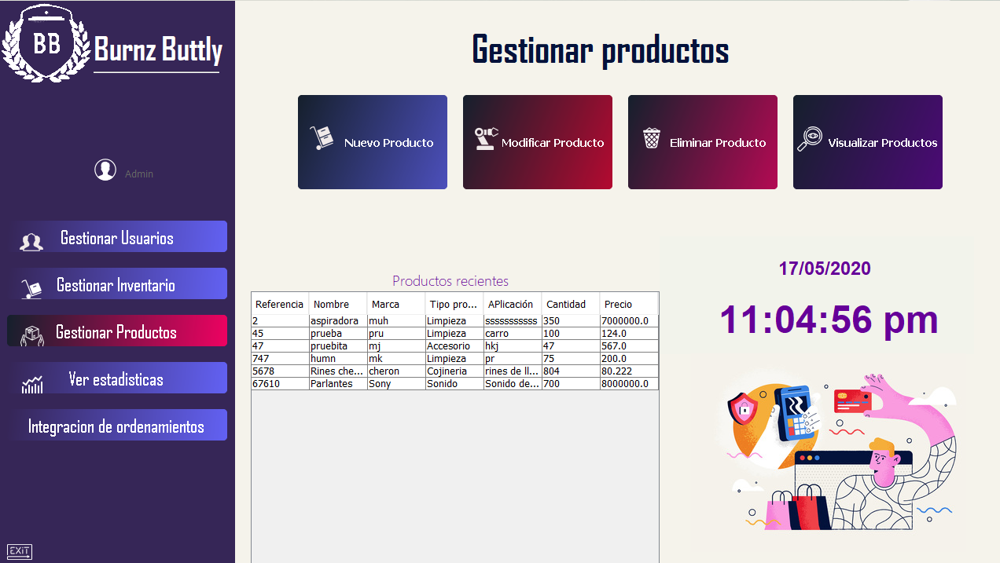 BB
Burnz Buttly
Admin
Gestionar Usuarios
Gestionar Inventario
Gestionar Productos
Ver estadisticas
Integracion de ordenamientos
EXiT
Gestionar productos
Nuevo Producto
Modificar Producto
Eliminar Producto
Visualizar Productos
Productos recientes
Referencia Nombre Marca Tipo pro... APlicación Cantidad Precio
2 aspiradora muh Limpieza sssssssssss 350 7000000.0
45 prueba pru Limpieza carro 100 124.0
47 pruebita mj Accesorio hkj 47 567.0
747 humn mk Limpieza pr 75 200.0
5678 Rines che... cheron Cojineria rines de ll... 804 80.222
67610 Parlantes Sony Sonido Sonido de... 700 8000000.0
17/05/2020
11:04:56 pm